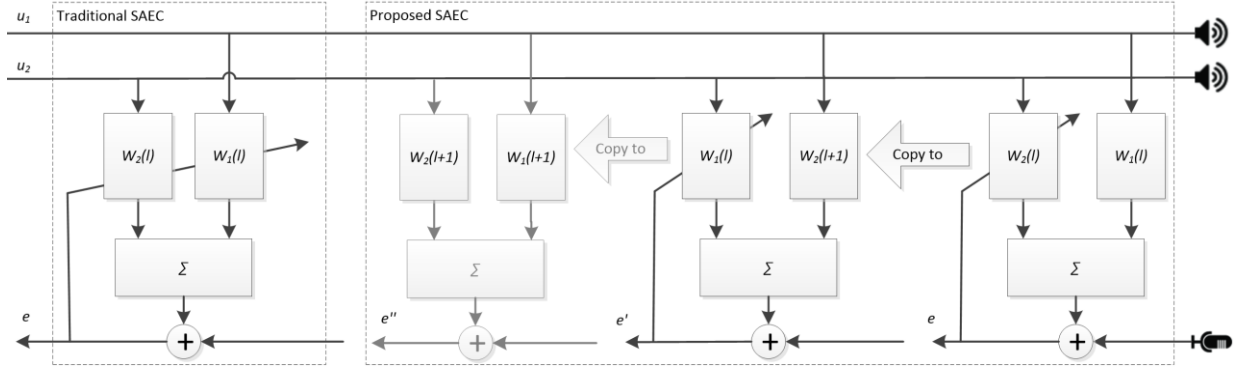 u₁
Traditional SAEC
Proposed SAEC
u₂
W₂(l)
W₁(l)
W₂(l+1)
W₁(l+1)
Copy to
W₁(l)
W₂(l+1)
Copy to
W₂(l)
W₁(l)
Σ
Σ
Σ
Σ
e
+
e''
+
e'
+
e
+